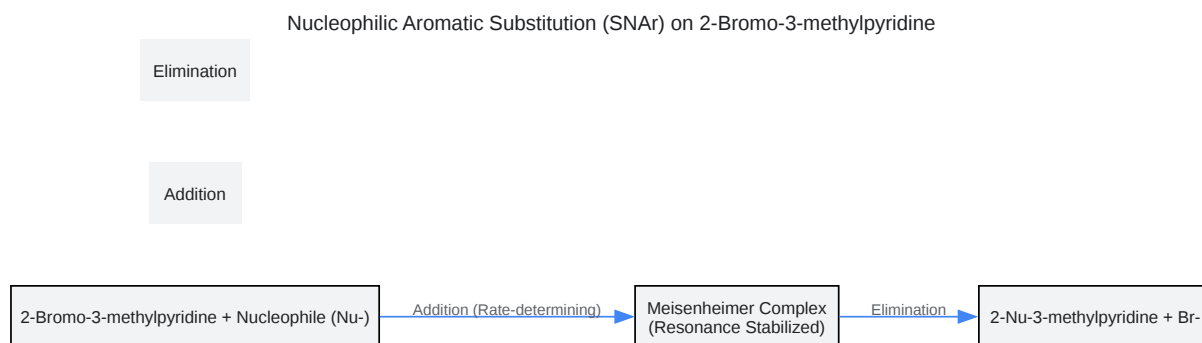 Nucleophilic Aromatic Substitution (SNAr) on 2-Bromo-3-methylpyridine
Elimination
Addition
2-Bromo-3-methylpyridine + Nucleophile (Nu-)
Addition (Rate-determining)
Meisenheimer Complex
(Resonance Stabilized)
Elimination
2-Nu-3-methylpyridine + Br-